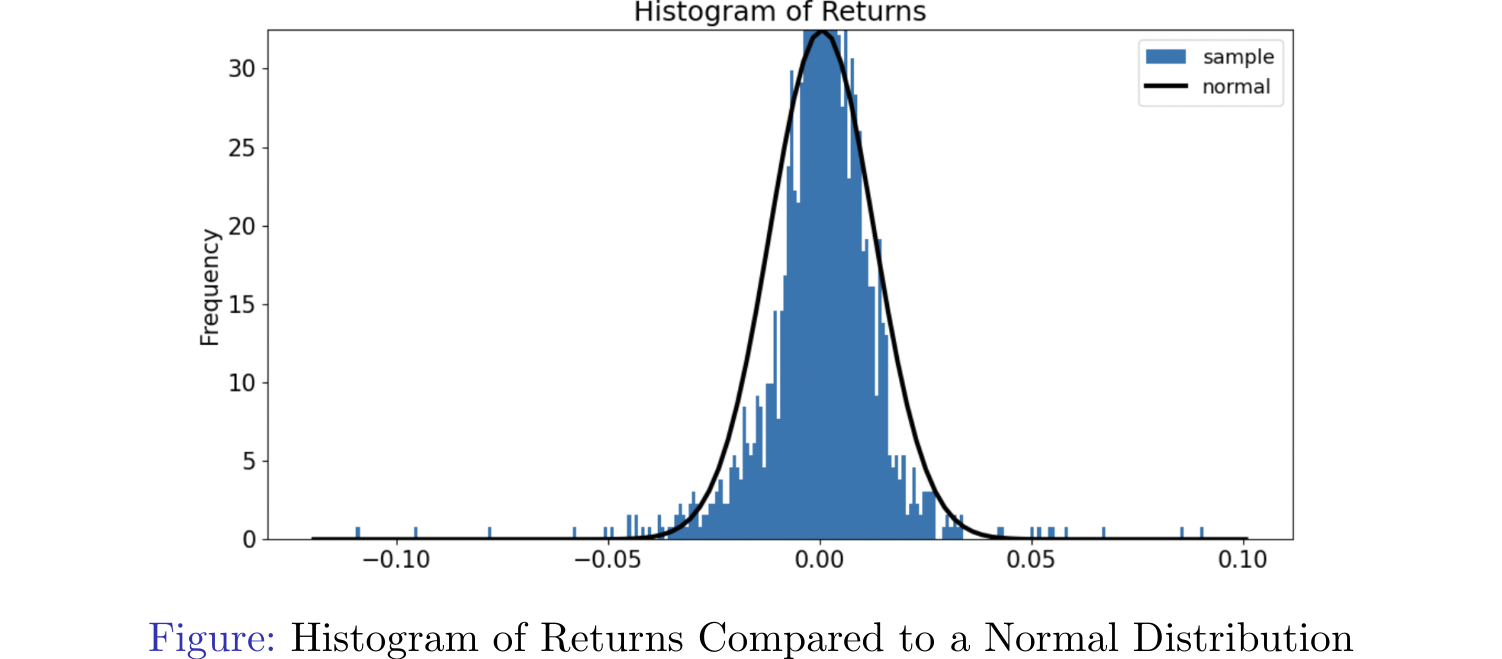 Histogram of Returns
sample
normal
Frequency
30
25
20
15
10
5
0
−0.10 −0.05 0.00 0.05 0.10
Figure: Histogram of Returns Compared to a Normal Distribution